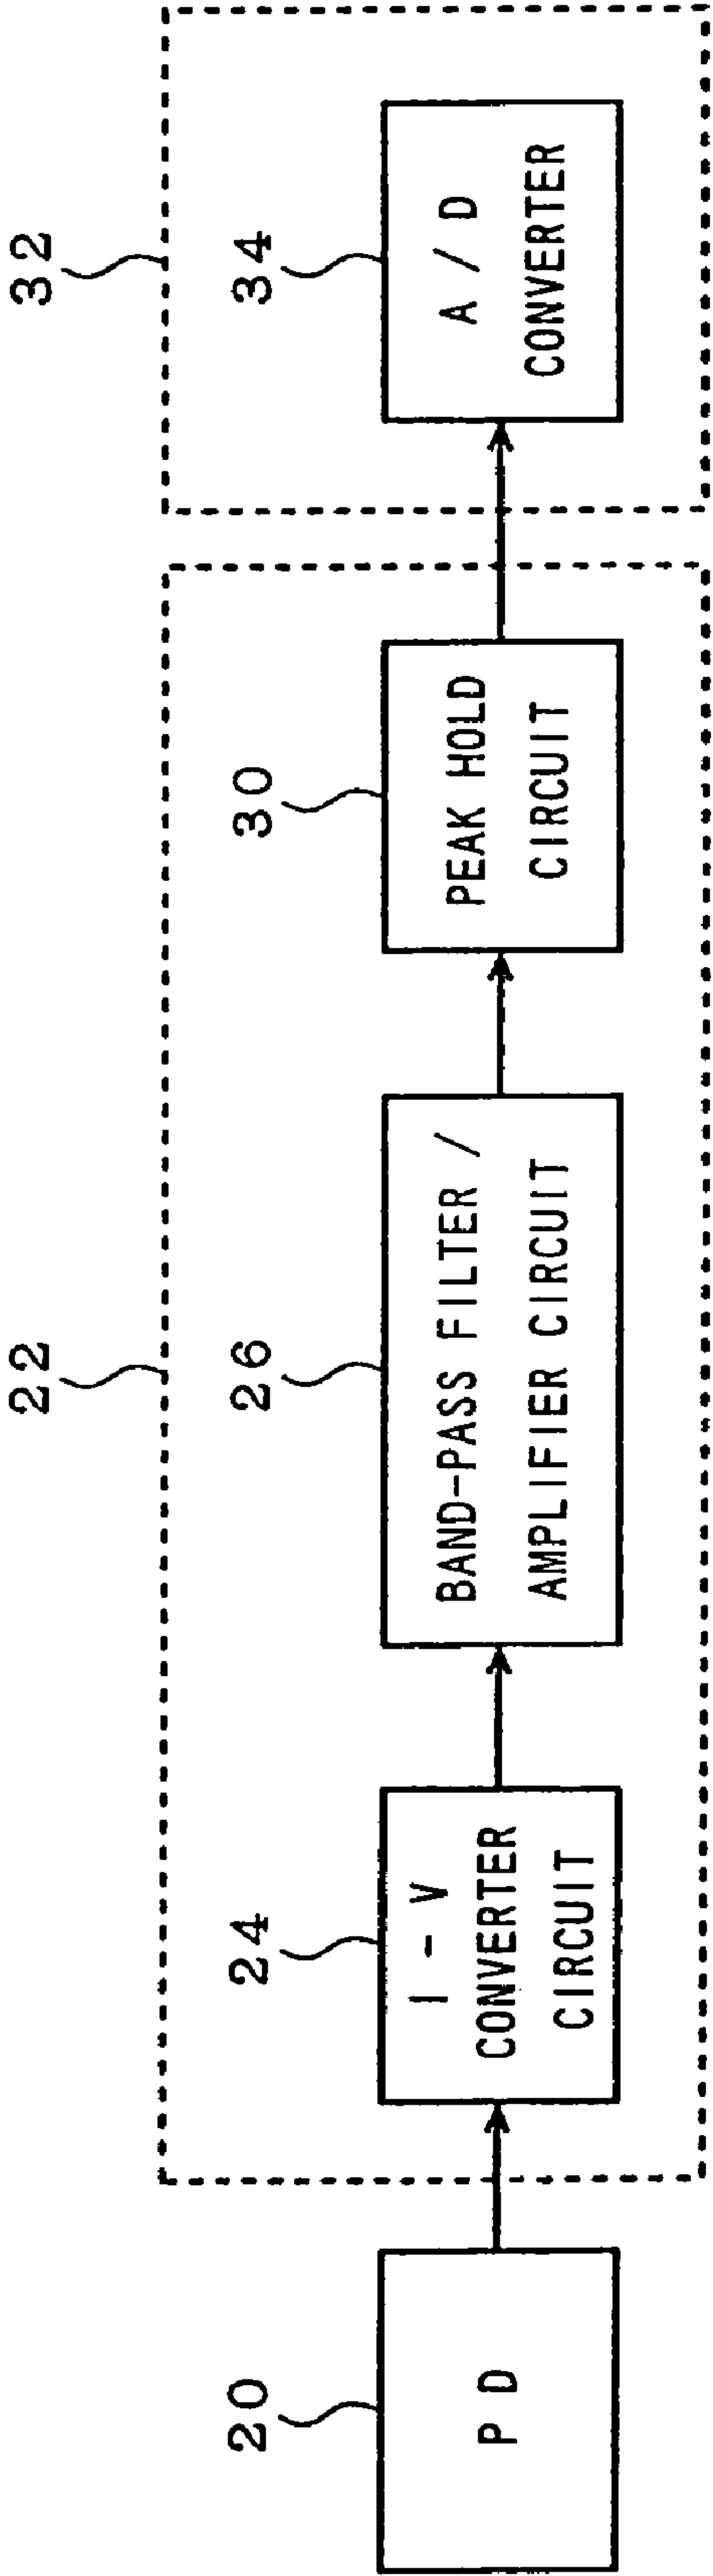 22
32
20
24
26
30
34
P D
I - V
CONVERTER
CIRCUIT
BAND-PASS FILTER /
AMPLIFIER CIRCUIT
PEAK HOLD
CIRCUIT
A / D
CONVERTER